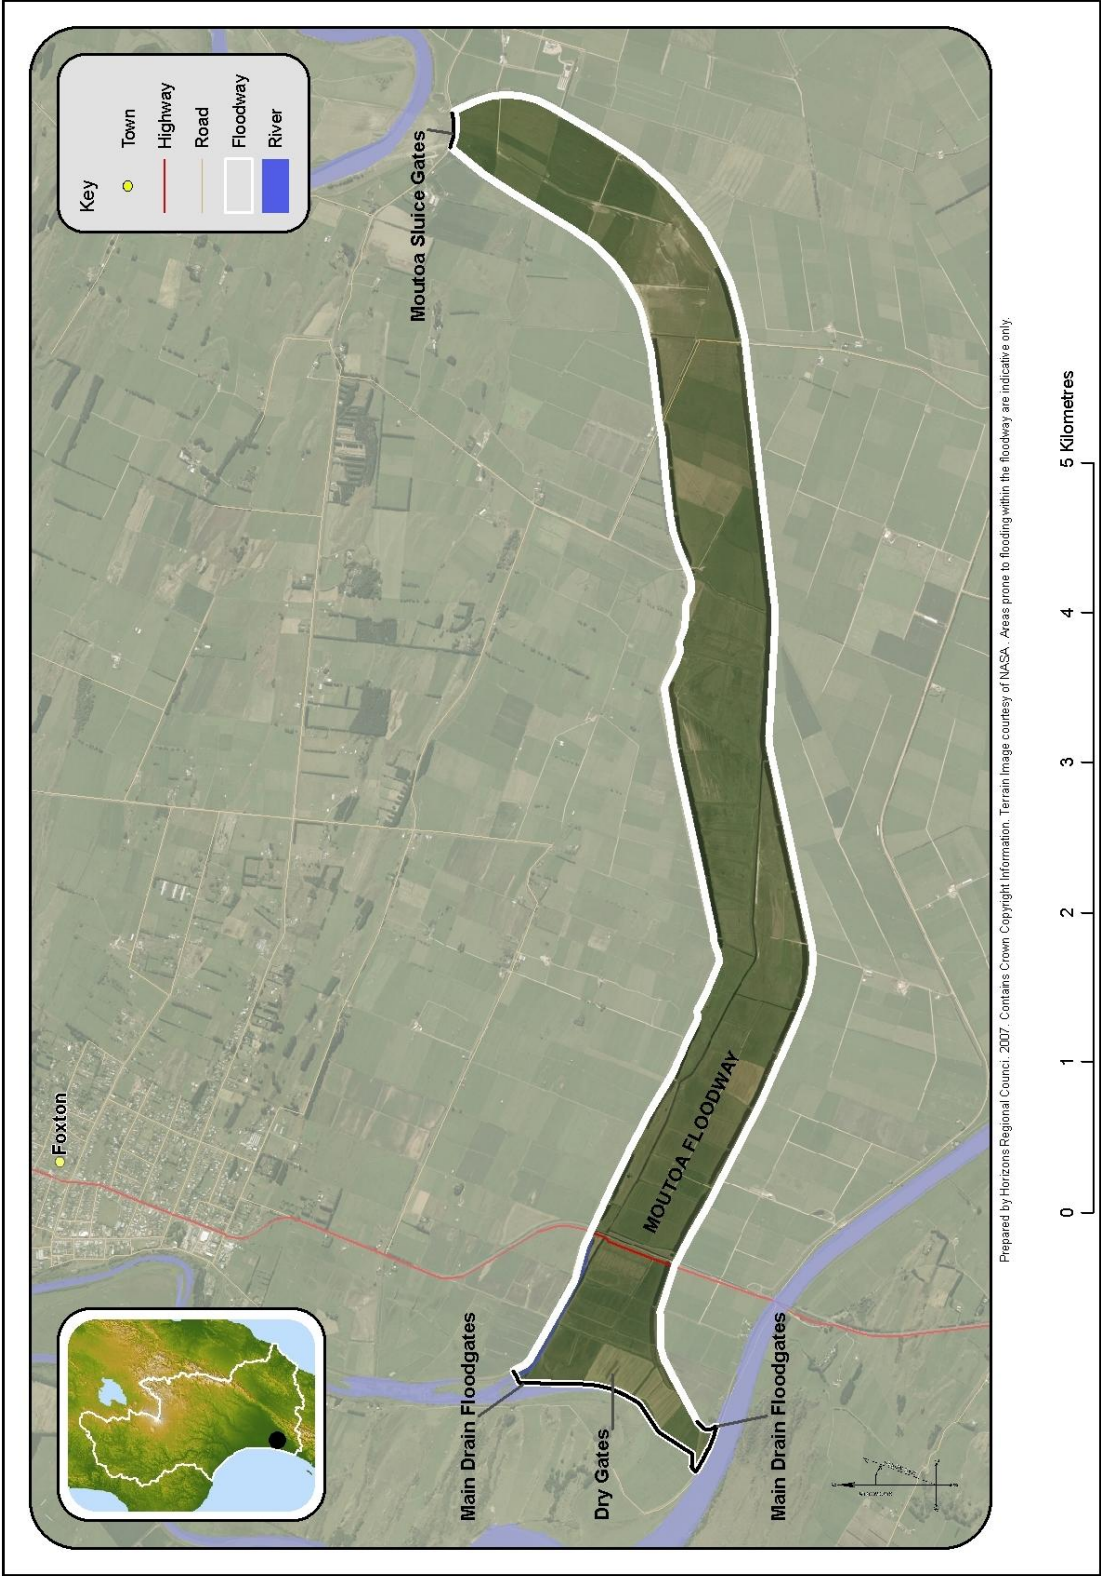 Key
Town
Highway
Road
Floodway
River
Foxton
Moutoa Sluice Gates
MOUTOA FLOODWAY
Main Drain Floodgates
Dry Gates
Main Drain Floodgates
Prepared by Horizons Regional Council. 2007. Contains Crown Copyright Information. Terrain Image courtesy of NASA. Areas prone to flooding within the floodway are indicative only.
0 1 2 3 4 5 Kilometres